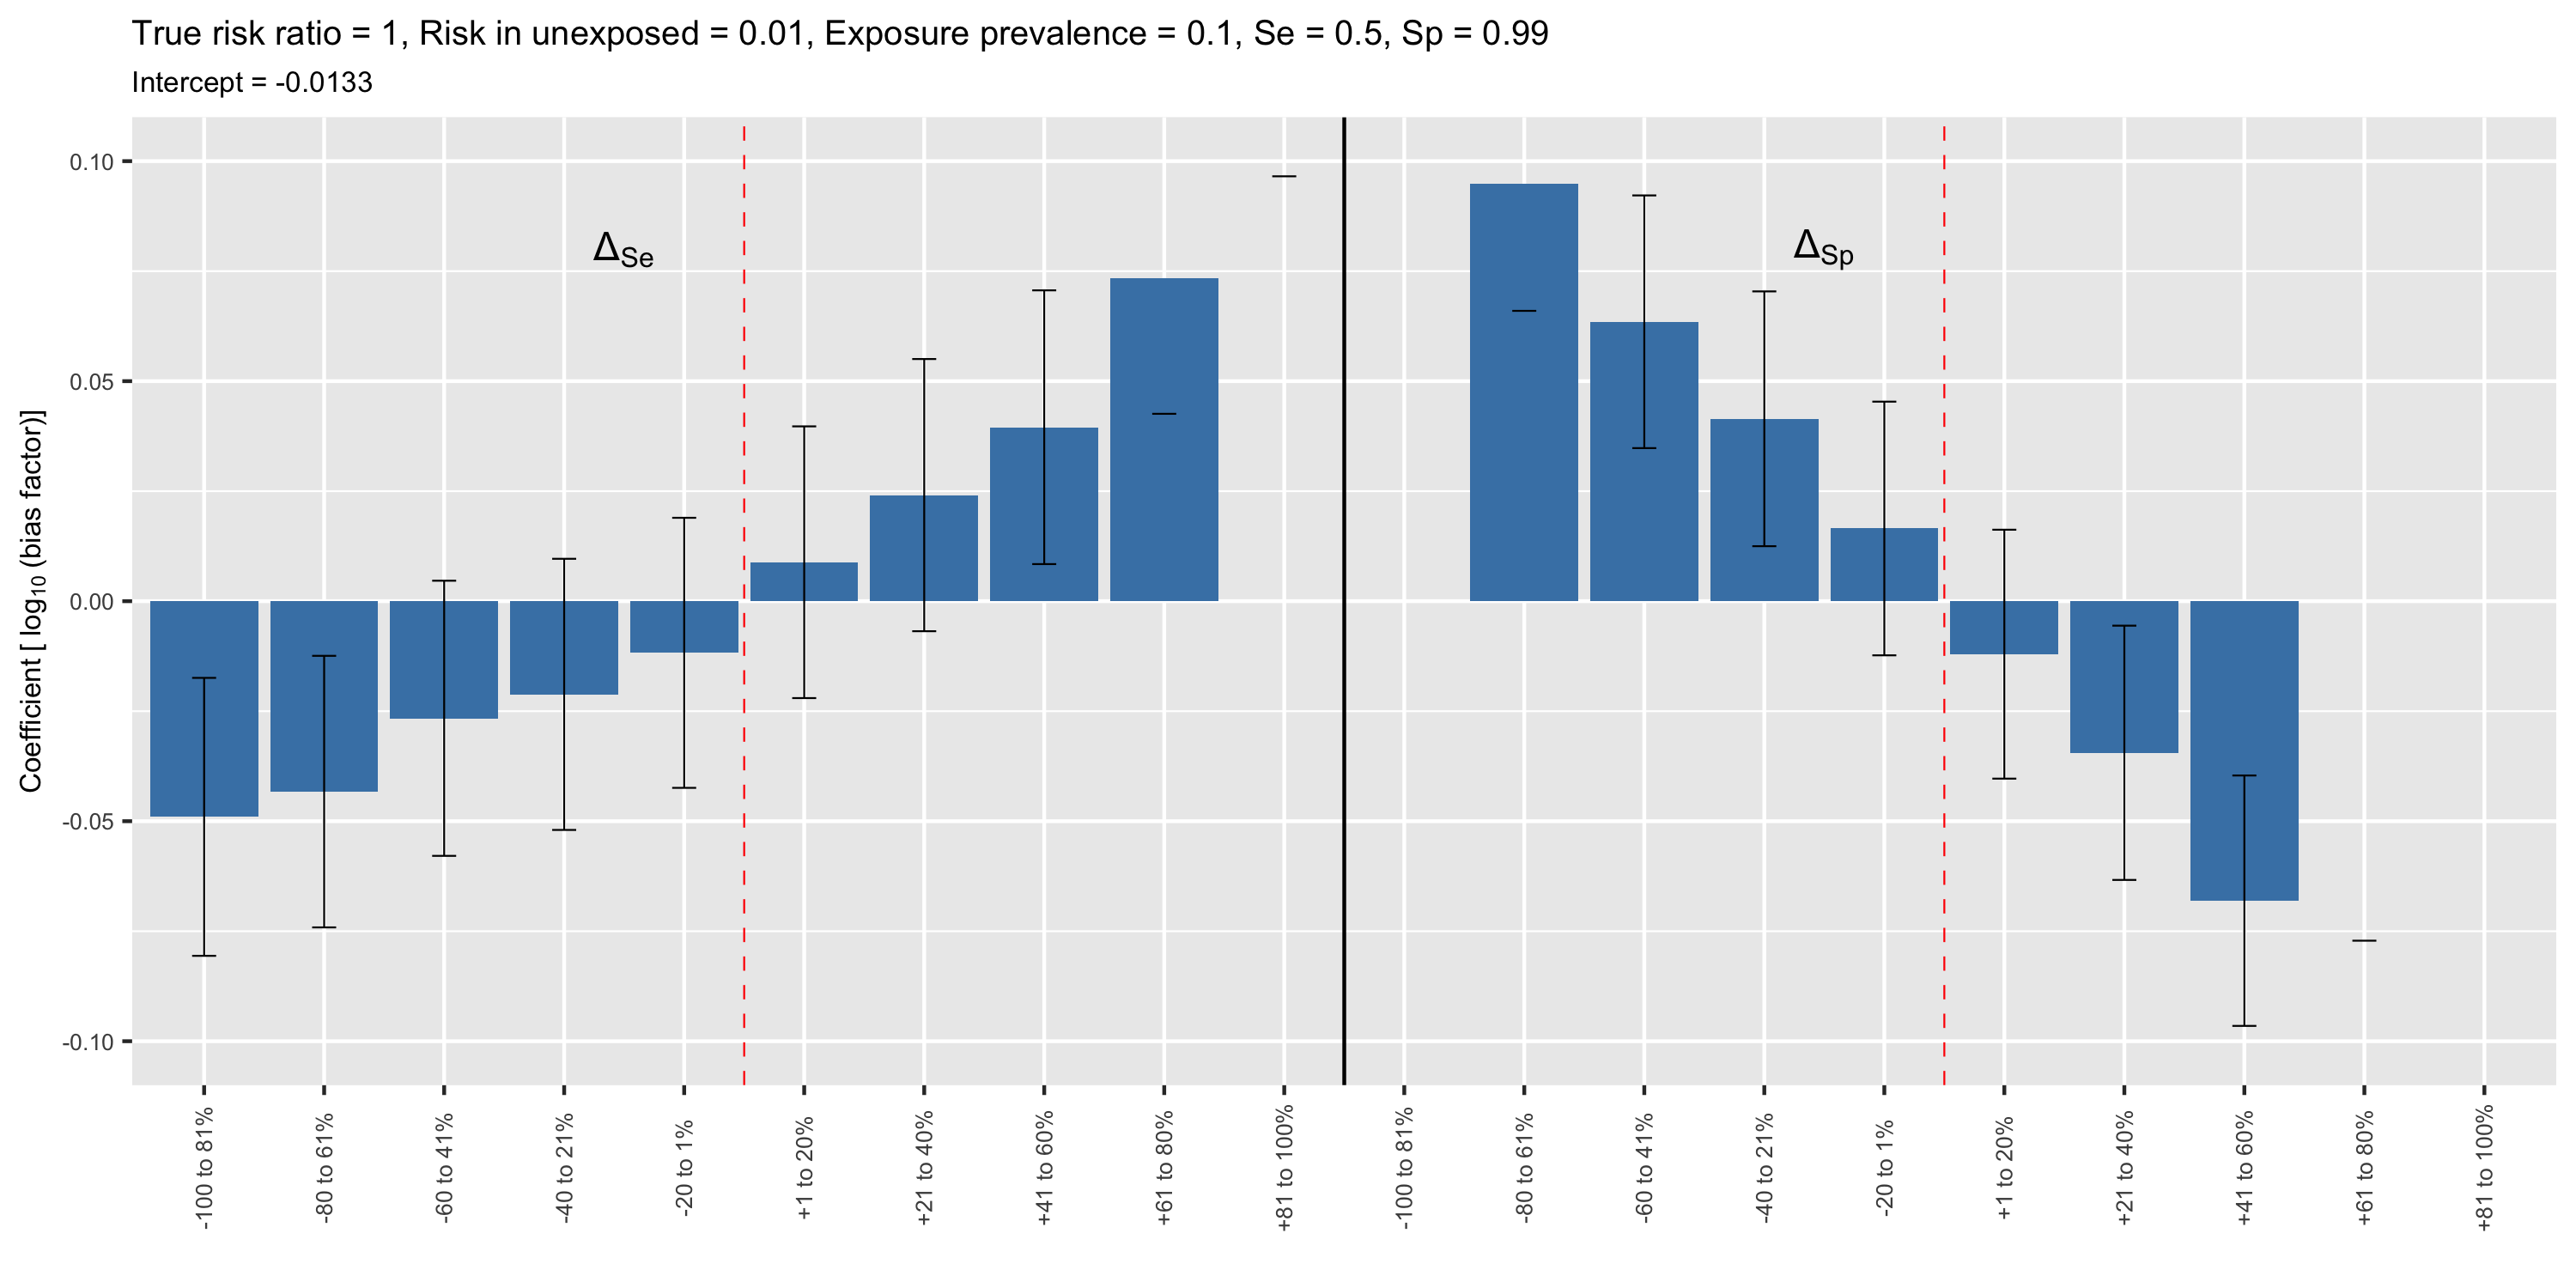 True risk ratio = 1, Risk in unexposed = 0.01, Exposure prevalence = 0.1, Se = 0.5, Sp = 0.99
Intercept = -0.0133
Coefficient [ log10 (bias factor)]
0.10
0.05
0.00
-0.05
-0.10
ΔSe
ΔSp
-100 to 81%
-80 to 61%
-60 to 41%
-40 to 21%
-20 to 1%
+1 to 20%
+21 to 40%
+41 to 60%
+61 to 80%
+81 to 100%
-100 to 81%
-80 to 61%
-60 to 41%
-40 to 21%
-20 to 1%
+1 to 20%
+21 to 40%
+41 to 60%
+61 to 80%
+81 to 100%